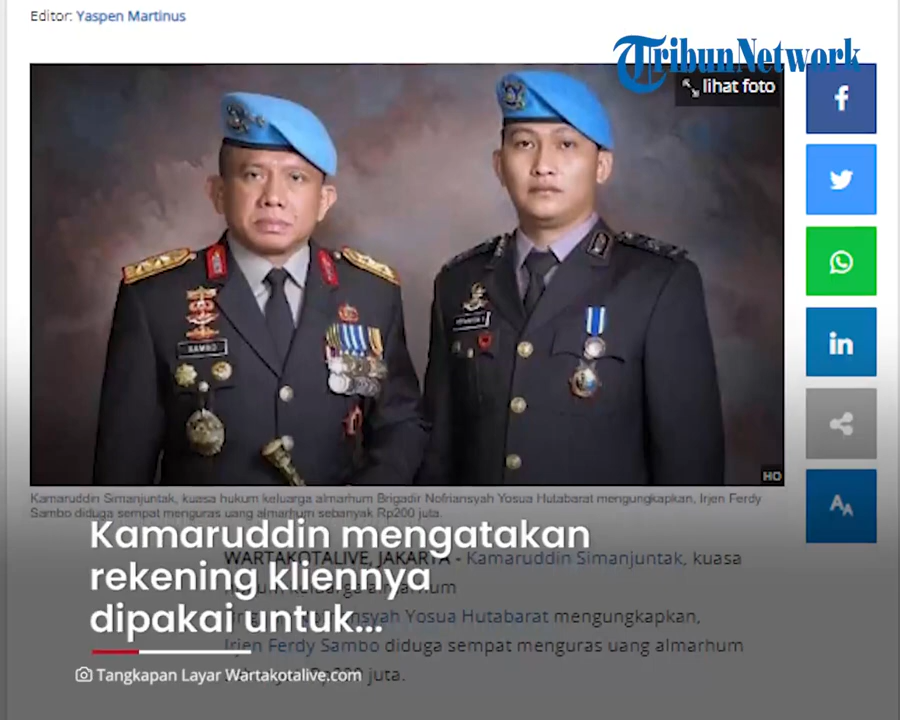 Editor: Yaspen Martinus
TribunNetwork
lihat foto
SAMBO
HO
Kamaruddin Simanjuntak, kuasa hukum keluarga almarhum Brigadir Nofriansyah Yosua Hutabarat mengungkapkan, Irjen Ferdy
Sambo diduga sempat menguras uang almarhum sebanyak Rp200 juta.
Kamaruddin mengatakan
rekening kliennya
dipakai untuk...
WARTAKOTALIVE, JAKARTA - Kamaruddin Simanjuntak, kuasa
hukum keluarga almarhum
Yosua Hutabarat mengungkapkan,
Irjen Ferdy Sambo diduga sempat menguras uang almarhum
juta.
Tangkapan Layar Wartakotalive.com